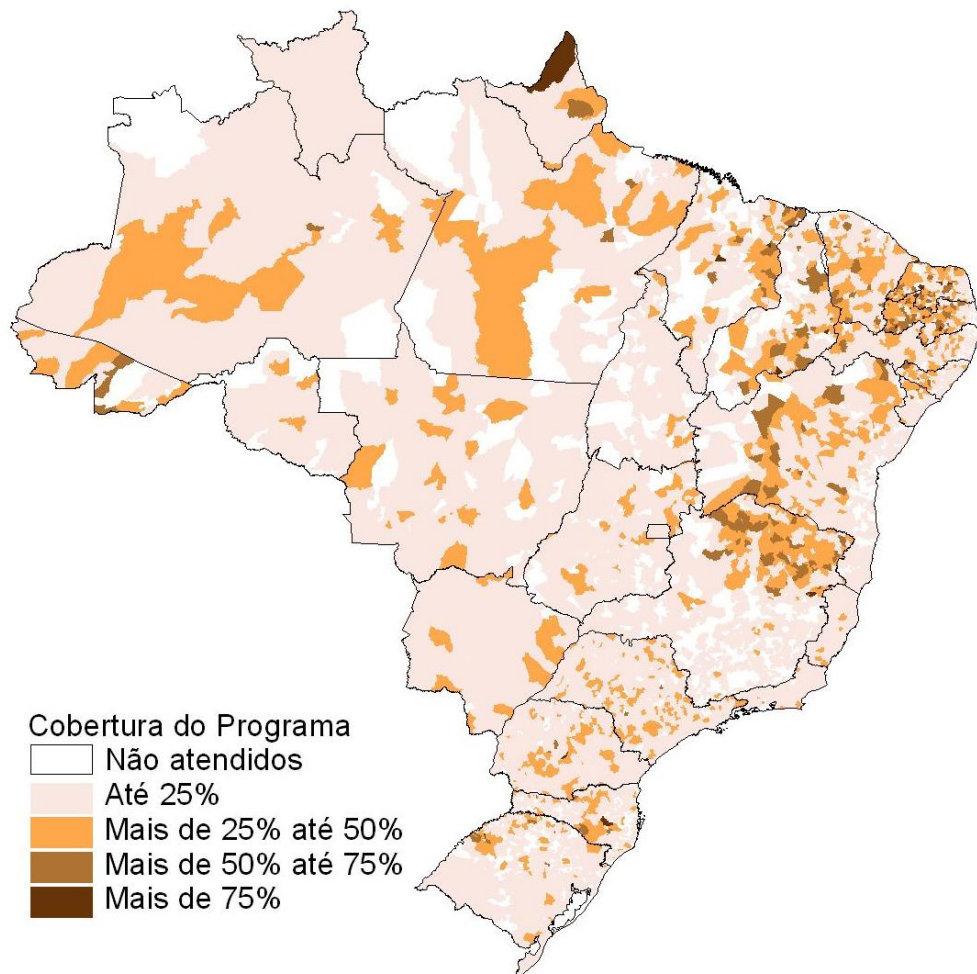 Cobertura do Programa
Não atendidos
Até 25%
Mais de 25% até 50%
Mais de 50% até 75%
Mais de 75%